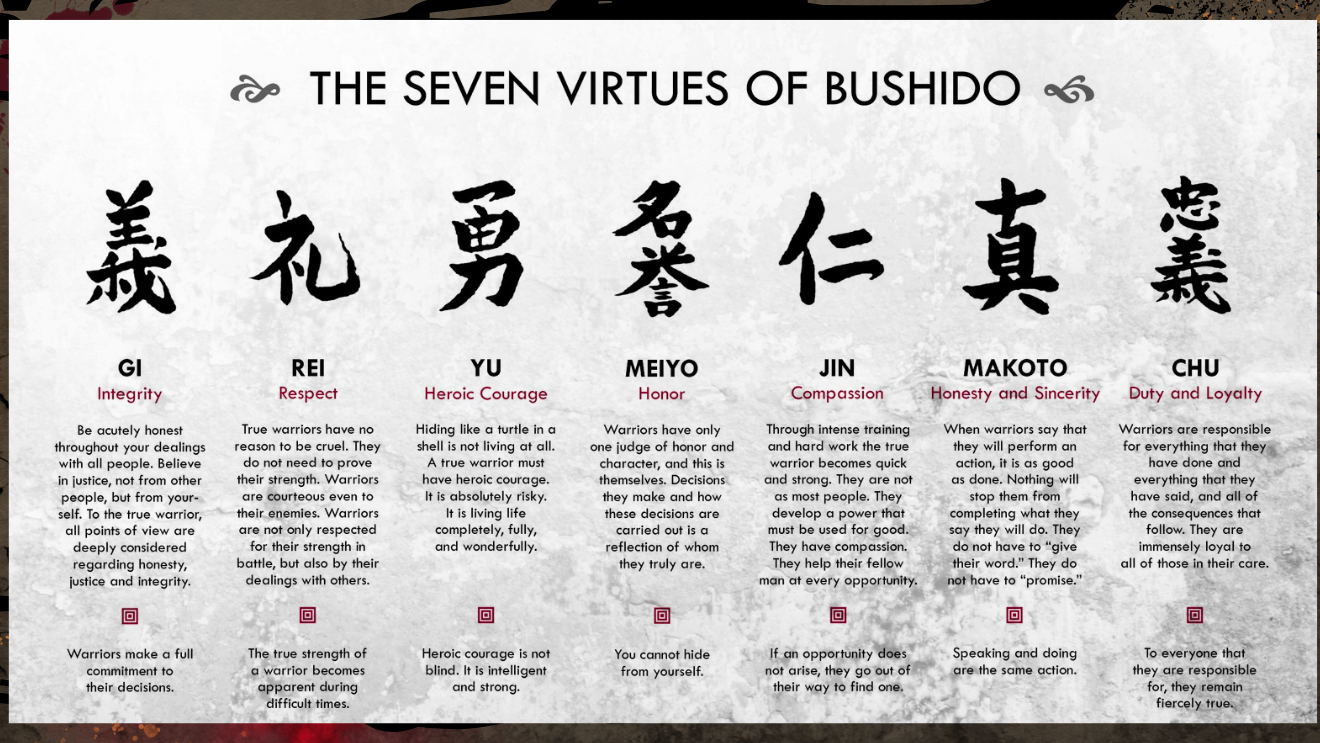 THE SEVEN VIRTUES OF BUSHIDO
義
GI
Integrity
Be acutely honest
throughout your dealings
with all people. Believe
in justice, not from other
people, but from your-
self. To the true warrior,
all points of view are
deeply considered
regarding honesty,
justice and integrity.
Warriors make a full
commitment to
their decisions.
礼
REI
Respect
True warriors have no
reason to be cruel. They
do not need to prove
their strength. Warriors
are courteous even to
their enemies. Warriors
are not only respected
for their strength in
battle, but also by their
dealings with others.
The true strength of
a warrior becomes
apparent during
difficult times.
勇
YU
Heroic Courage
Hiding like a turtle in a
shell is not living at all.
A true warrior must
have heroic courage.
It is absolutely risky.
It is living life
completely, fully,
and wonderfully.
Heroic courage is not
blind. It is intelligent
and strong.
名
誉
MEIYO
Honor
Warriors have only
one judge of honor and
character, and this is
themselves. Decisions
they make and how
these decisions are
carried out is a
reflection of whom
they truly are.
You cannot hide
from yourself.
仁
JIN
Compassion
Through intense training
and hard work the true
warrior becomes quick
and strong. They are not
as most people. They
develop a power that
must be used for good.
They have compassion.
They help their fellow
man at every opportunity.
If an opportunity does
not arise, they go out of
their way to find one.
真
MAKOTO
Honesty and Sincerity
When warriors say that
they will perform an
action, it is as good
as done. Nothing will
stop them from
completing what they
say they will do. They
do not have to “give
their word.” They do
not have to “promise.”
Speaking and doing
are the same action.
忠
義
CHU
Duty and Loyalty
Warriors are responsible
for everything that they
have done and
everything that they
have said, and all of
the consequences that
follow. They are
immensely loyal to
all of those in their care.
To everyone that
they are responsible
for, they remain
fiercely true.